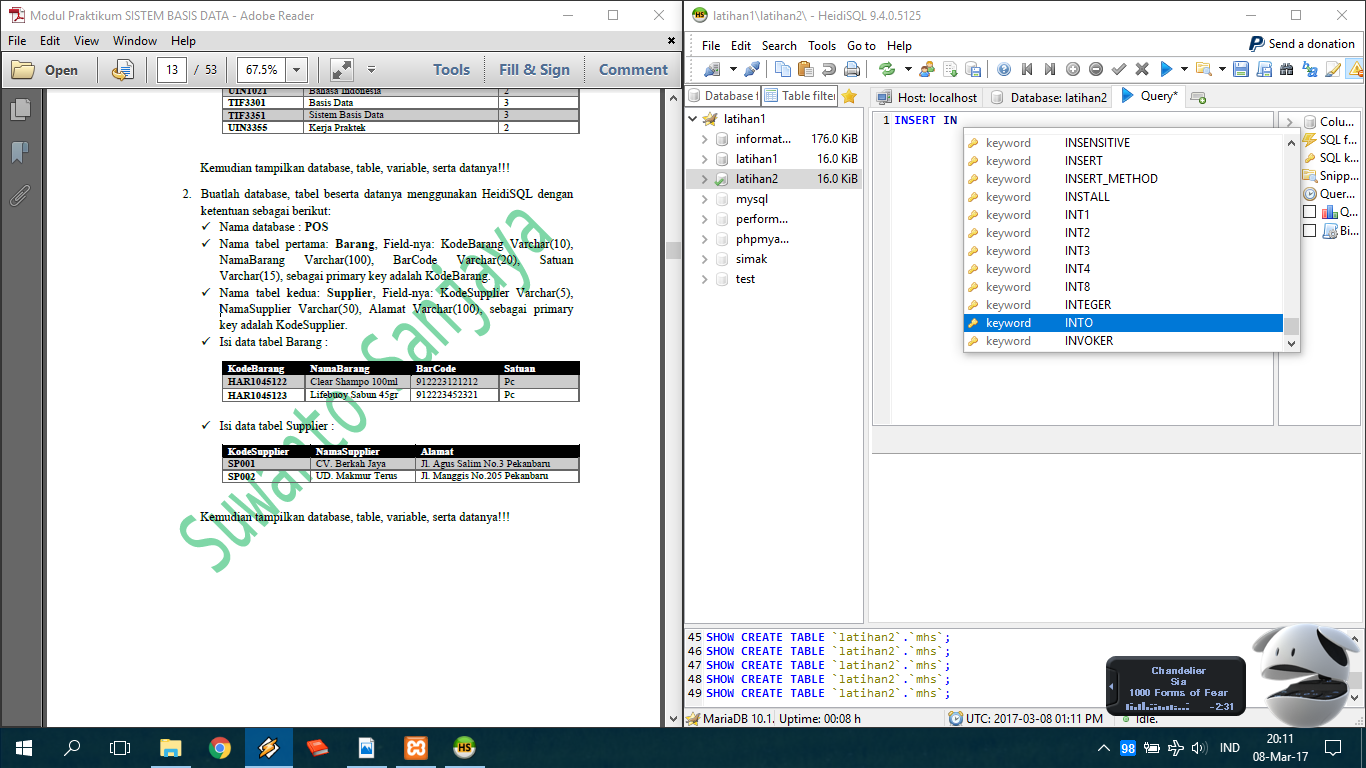 Modul Praktikum SISTEM BASIS DATA - Adobe Reader
File Edit View Window Help
Open 13 / 53 67.5% Tools Fill & Sign Comment
UIN1021 Bahasa Indonesia 2
TIF3301 Basis Data 3
TIF3351 Sistem Basis Data 3
UIN3355 Kerja Praktek 2
Kemudian tampilkan database, table, variable, serta datanya!!!
2. Buatlah database, tabel beserta datanya menggunakan HeidiSQL dengan
ketentuan sebagai berikut:
✓ Nama database : POS
✓ Nama tabel pertama: Barang, Field-nya: KodeBarang Varchar(10),
NamaBarang Varchar(100), BarCode Varchar(20), Satuan
Varchar(15), sebagai primary key adalah KodeBarang.
✓ Nama tabel kedua: Supplier, Field-nya: KodeSupplier Varchar(5),
NamaSupplier Varchar(50), Alamat Varchar(100), sebagai primary
key adalah KodeSupplier.
✓ Isi data tabel Barang :
KodeBarang NamaBarang BarCode Satuan
HAR1045122 Clear Shampo 100ml 912223121212 Pc
HAR1045123 Lifebuoy Sabun 45gr 912223452321 Pc
✓ Isi data tabel Supplier :
KodeSupplier NamaSupplier Alamat
SP001 CV. Berkah Jaya Jl. Agus Salim No.3 Pekanbaru
SP002 UD. Makmur Terus Jl. Manggis No.205 Pekanbaru
Kemudian tampilkan database, table, variable, serta datanya!!!
Suwanto Sanjaya
latihan1\latihan2\ - HeidiSQL 9.4.0.5125
File Edit Search Tools Go to Help
Send a donation
Database Table filter
Host: localhost Database: latihan2 Query*
latihan1
informat... 176.0 KiB
latihan1 16.0 KiB
latihan2 16.0 KiB
mysql
perform...
phpmya...
simak
test
1 INSERT IN
keyword INSENSITIVE
keyword INSERT
keyword INSERT_METHOD
keyword INSTALL
keyword INT1
keyword INT2
keyword INT3
keyword INT4
keyword INT8
keyword INTEGER
keyword INTO
keyword INVOKER
Colu...
SQL f...
SQL k...
Snipp...
Quer...
Q...
Bi...
45 SHOW CREATE TABLE `latihan2`.`mhs`;
46 SHOW CREATE TABLE `latihan2`.`mhs`;
47 SHOW CREATE TABLE `latihan2`.`mhs`;
48 SHOW CREATE TABLE `latihan2`.`mhs`;
49 SHOW CREATE TABLE `latihan2`.`mhs`;
Chandelier
Sia
1000 Forms of Fear
-2:31
MariaDB 10.1. Uptime: 00:08 h UTC: 2017-03-08 01:11 PM Idle.
98 IND 20:11
08-Mar-17